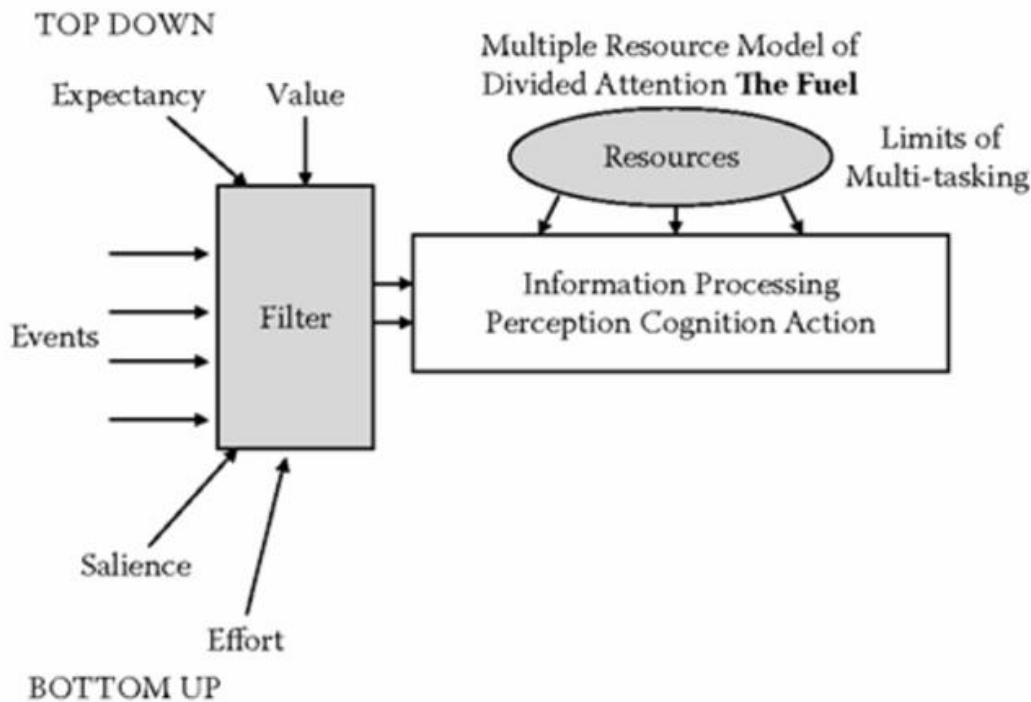 TOP DOWN
Expectancy
Value
Multiple Resource Model of
Divided Attention The Fuel
Resources
Limits of
Multi-tasking
Events
Filter
Information Processing
Perception Cognition Action
Salience
Effort
BOTTOM UP